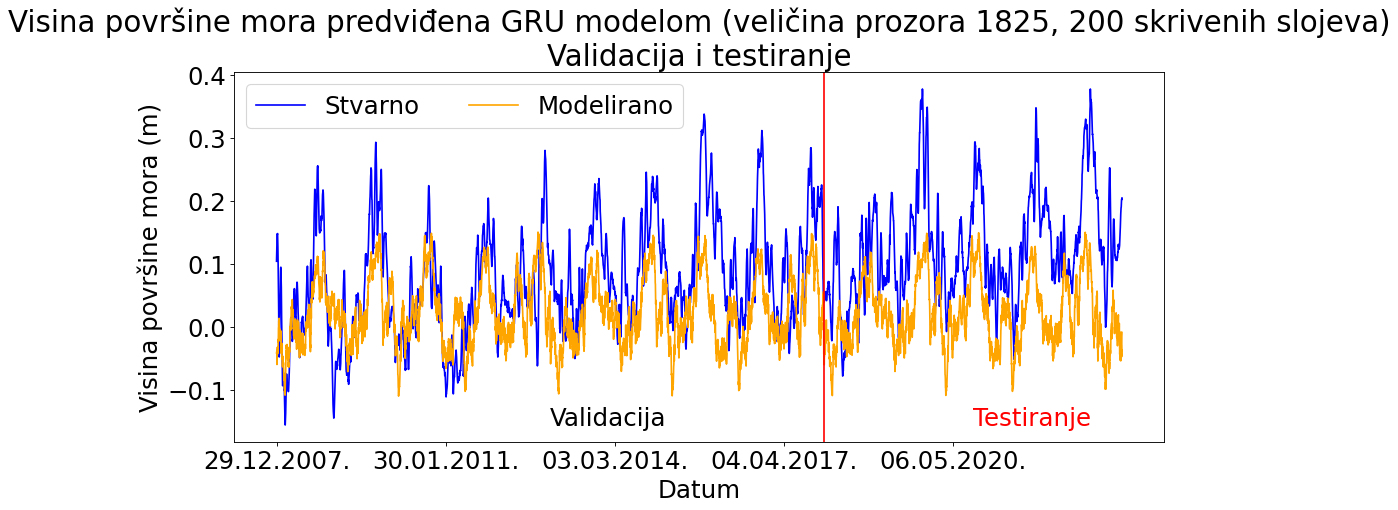 Visina površine mora predviđena GRU modelom (veličina prozora 1825, 200 skrivenih slojeva)
Validacija i testiranje
Stvarno Modelirano
Visina površine mora (m)
0.4
0.3
0.2
0.1
0.0
−0.1
Validacija Testiranje
29.12.2007. 30.01.2011. 03.03.2014. 04.04.2017. 06.05.2020.
Datum